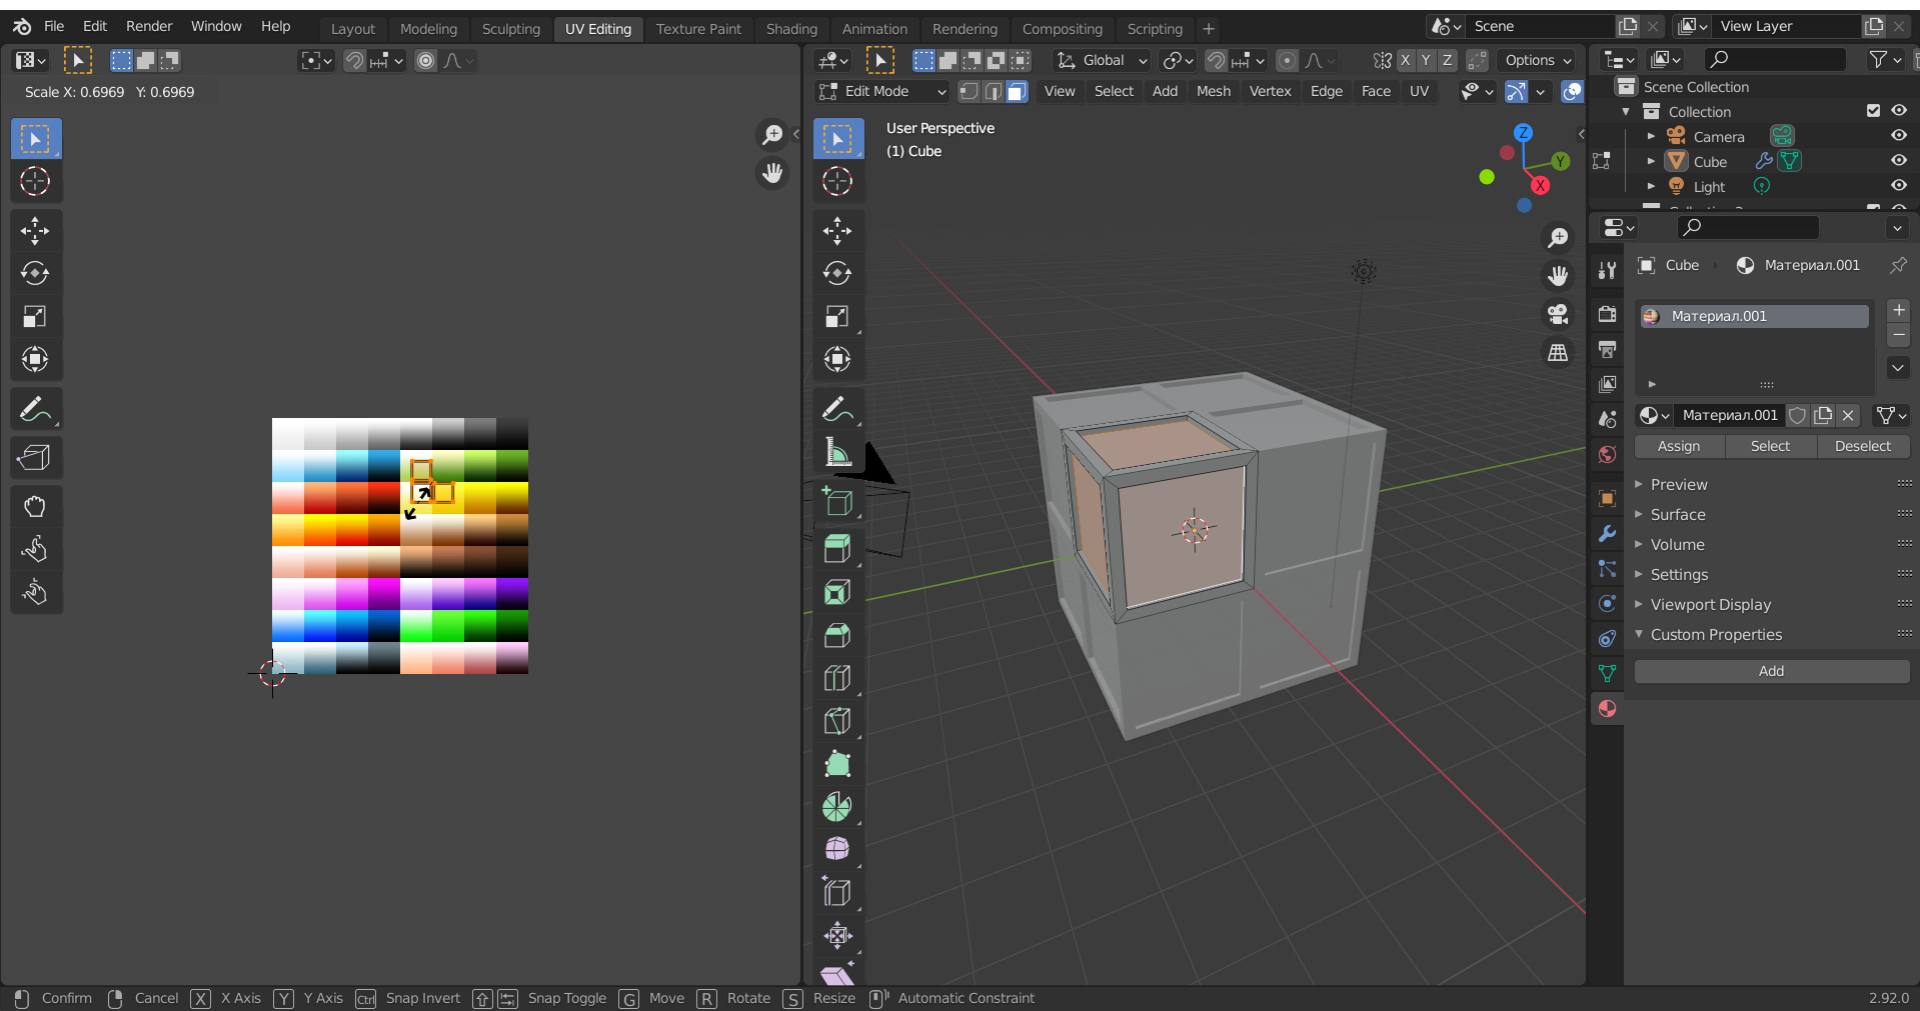 File Edit Render Window Help Layout Modeling Sculpting UV Editing Texture Paint Shading Animation Rendering Compositing Scripting + Scene View Layer
Global X Y Z Options
Scale X: 0.6969 Y: 0.6969
Edit Mode View Select Add Mesh Vertex Edge Face UV
Scene Collection
Collection
Camera
Cube
Light
User Perspective
(1) Cube
Z
Y
X
Cube Материал.001
Материал.001
Материал.001
Assign Select Deselect
Preview
Surface
Volume
Settings
Viewport Display
Custom Properties
Add
Confirm Cancel X X Axis Y Y Axis Ctrl Snap Invert Snap Toggle G Move R Rotate S Resize Automatic Constraint 2.92.0